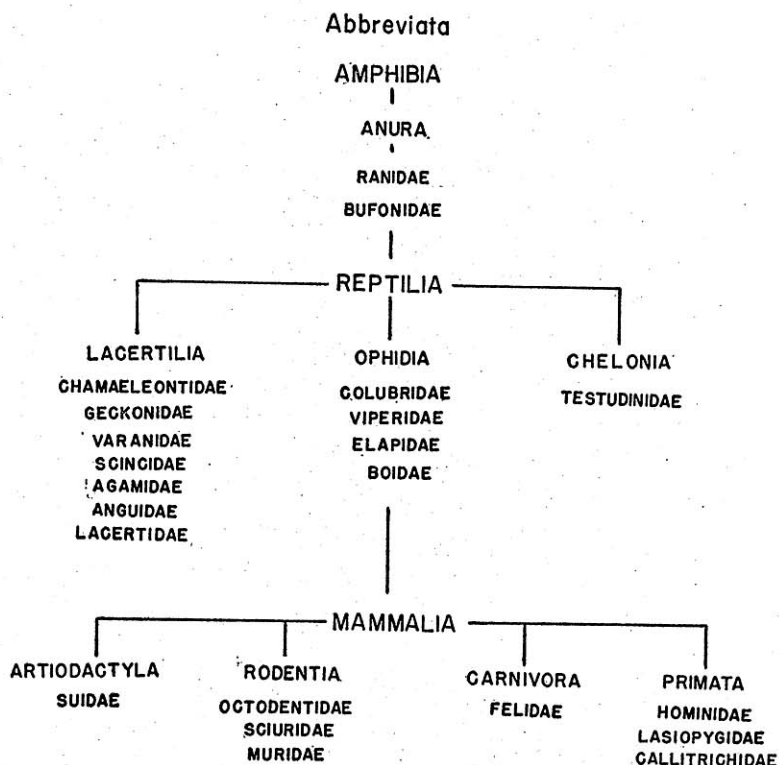 Abbreviata
AMPHIBIA
ANURA
RANIDAE
BUFONIDAE
REPTILIA
LACERTILIA
CHAMAELEONTIDAE
GECKONIDAE
VARANIDAE
SCINCIDAE
AGAMIDAE
ANGUIDAE
LACERTIDAE
OPHIDIA
COLUBRIDAE
VIPERIDAE
ELAPIDAE
BOIDAE
CHELONIA
TESTUDINIDAE
MAMMALIA
ARTIODACTYLA
SUIDAE
RODENTIA
OCTODENTIDAE
SCIURIDAE
MURIDAE
CARNIVORA
FELIDAE
PRIMATA
HOMINIDAE
LASIOPYGIDAE
CALLITRICHIDAE